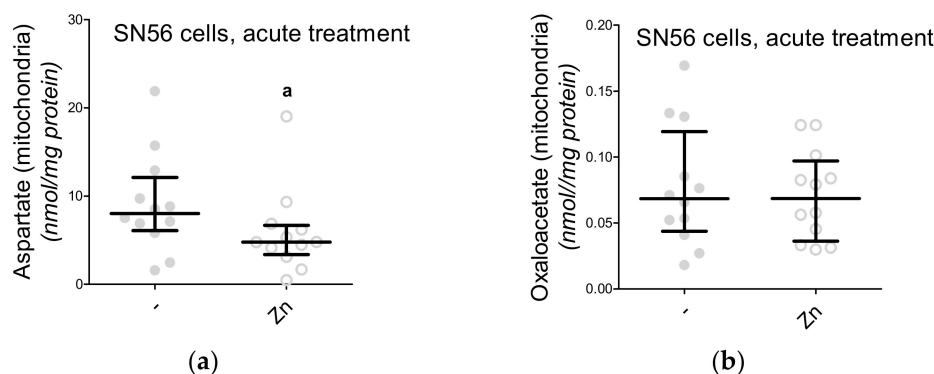 Aspartate (mitochondria)
(nmol/mg protein)
30
20
10
0
SN56 cells, acute treatment
a
-
Zn
(a)
Oxaloacetate (mitochondria)
(nmol//mg protein)
0.20
0.15
0.10
0.05
0.00
SN56 cells, acute treatment
-
Zn
(b)